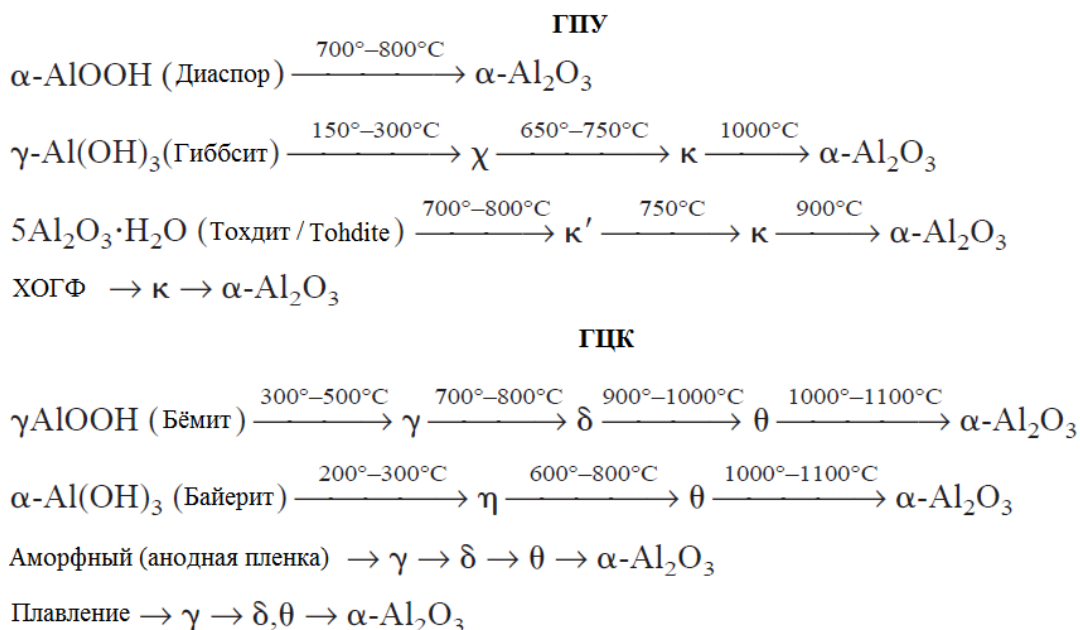 ГПУ
α-AlOOH (Диаспор) 700°–800°C → α-Al₂O₃
γ-Al(OH)₃(Гиббсит) 150°–300°C → χ 650°–750°C → κ 1000°C → α-Al₂O₃
5Al₂O₃·H₂O (Тохдит / Tohdite) 700°–800°C → κ′ 750°C → κ 900°C → α-Al₂O₃
ХОГФ → κ → α-Al₂O₃
ГЦК
γAlOOH (Бёмит) 300°–500°C → γ 700°–800°C → δ 900°–1000°C → θ 1000°–1100°C → α-Al₂O₃
α-Al(OH)₃ (Байерит) 200°–300°C → η 600°–800°C → θ 1000°–1100°C → α-Al₂O₃
Аморфный (анодная пленка) → γ → δ → θ → α-Al₂O₃
Плавление → γ → δ,θ → α-Al₂O₃